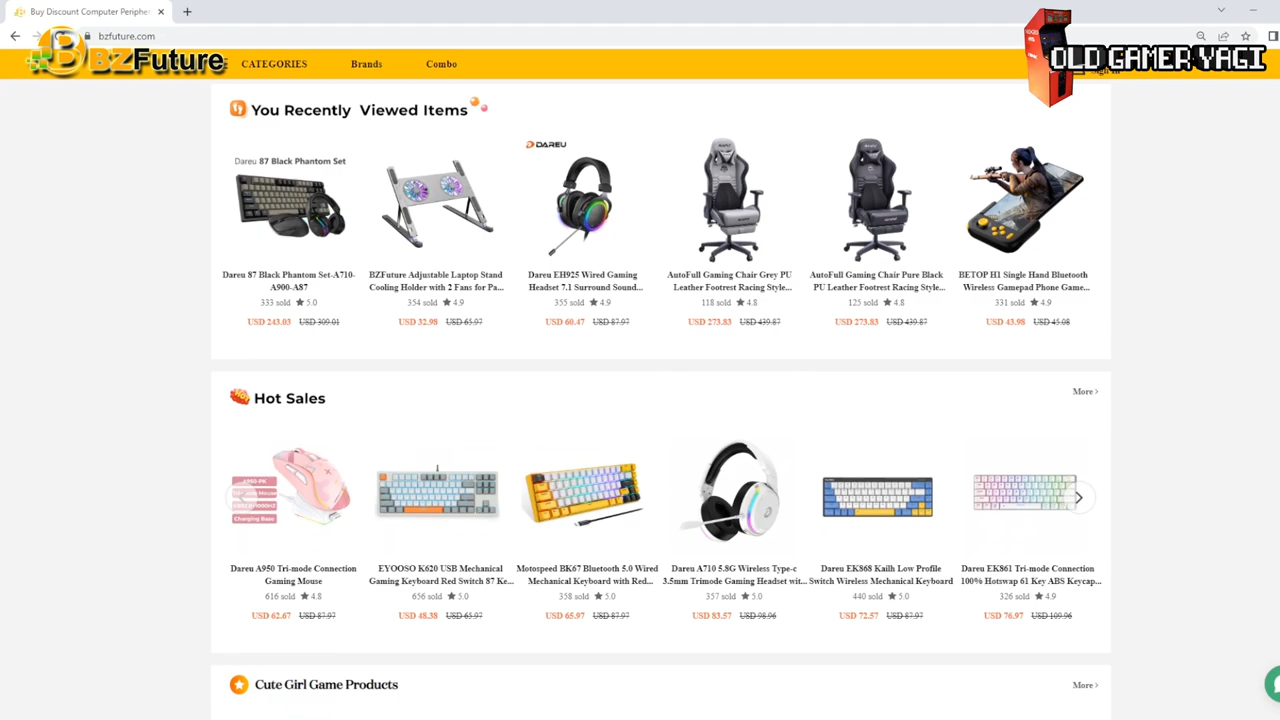 Buy Discount Computer Periphe
bzfuture.com
BZFuture
CATEGORIES
Brands
Combo
Sign In
OLD GAMER YAGI
You Recently Viewed Items
Dareu 87 Black Phantom Set
DAREU
Dareu 87 Black Phantom Set-A710-
A900-A87
333 sold ★ 5.0
USD 243.03 USD 309.01
BZFuture Adjustable Laptop Stand
Cooling Holder with 2 Fans for Pa...
354 sold ★ 4.9
USD 32.98 USD 65.97
Dareu EH925 Wired Gaming
Headset 7.1 Surround Sound...
355 sold ★ 4.9
USD 60.47 USD 87.97
AutoFull Gaming Chair Grey PU
Leather Footrest Racing Style...
118 sold ★ 4.8
USD 273.83 USD 439.87
AutoFull Gaming Chair Pure Black
PU Leather Footrest Racing Style...
125 sold ★ 4.8
USD 273.83 USD 439.87
BETOP H1 Single Hand Bluetooth
Wireless Gamepad Phone Game...
331 sold ★ 4.9
USD 43.98 USD 45.08
Hot Sales
More >
A950-PK
Charging Base
Dareu A950 Tri-mode Connection
Gaming Mouse
616 sold ★ 4.8
USD 62.67 USD 87.97
EYOOSO K620 USB Mechanical
Gaming Keyboard Red Switch 87 Ke...
656 sold ★ 5.0
USD 48.38 USD 65.97
Motospeed BK67 Bluetooth 5.0 Wired
Mechanical Keyboard with Red...
358 sold ★ 5.0
USD 65.97 USD 87.97
Dareu A710 5.8G Wireless Type-c
3.5mm Trimode Gaming Headset wit...
357 sold ★ 5.0
USD 83.57 USD 98.96
Dareu EK868 Kailh Low Profile
Switch Wireless Mechanical Keyboard
440 sold ★ 5.0
USD 72.57 USD 87.97
Dareu EK861 Tri-mode Connection
100% Hotswap 61 Key ABS Keycap...
326 sold ★ 4.9
USD 76.97 USD 109.96
Cute Girl Game Products
More >